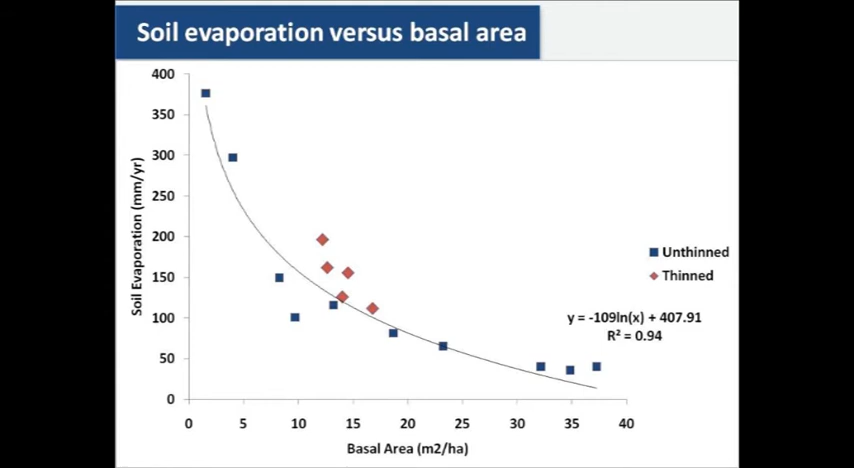 Soil evaporation versus basal area
400
350
300
250
200
150
100
50
0
Soil Evaporation (mm/yr)
0 5 10 15 20 25 30 35 40
Basal Area (m2/ha)
Unthinned
Thinned
y = -109ln(x) + 407.91
R² = 0.94